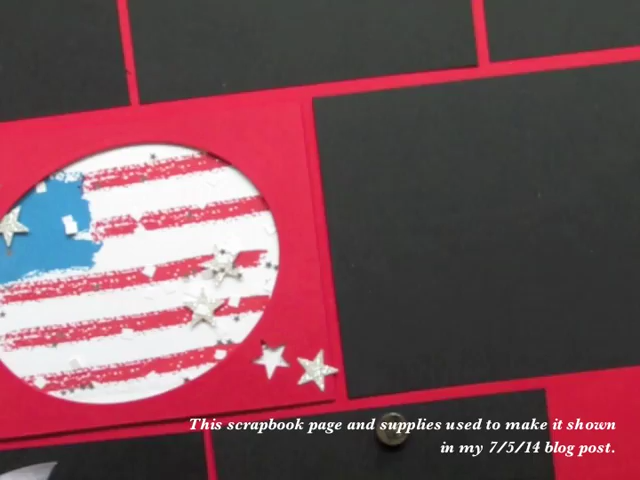 This scrapbook page and supplies used to make it shown
in my 7/5/14 blog post.